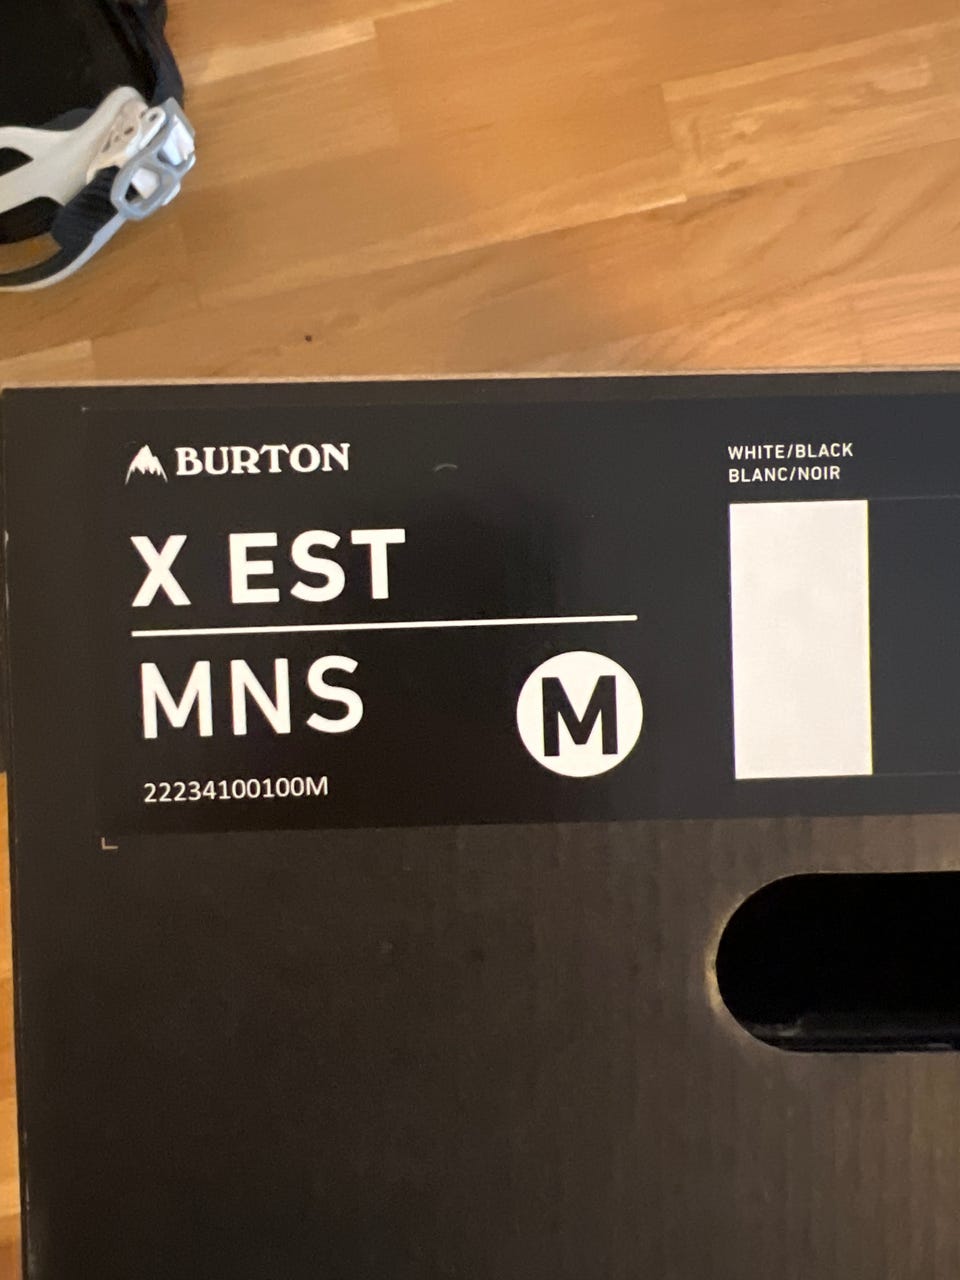 BURTON
X EST
MNS
M
22234100100M
WHITE/BLACK
BLANC/NOIR